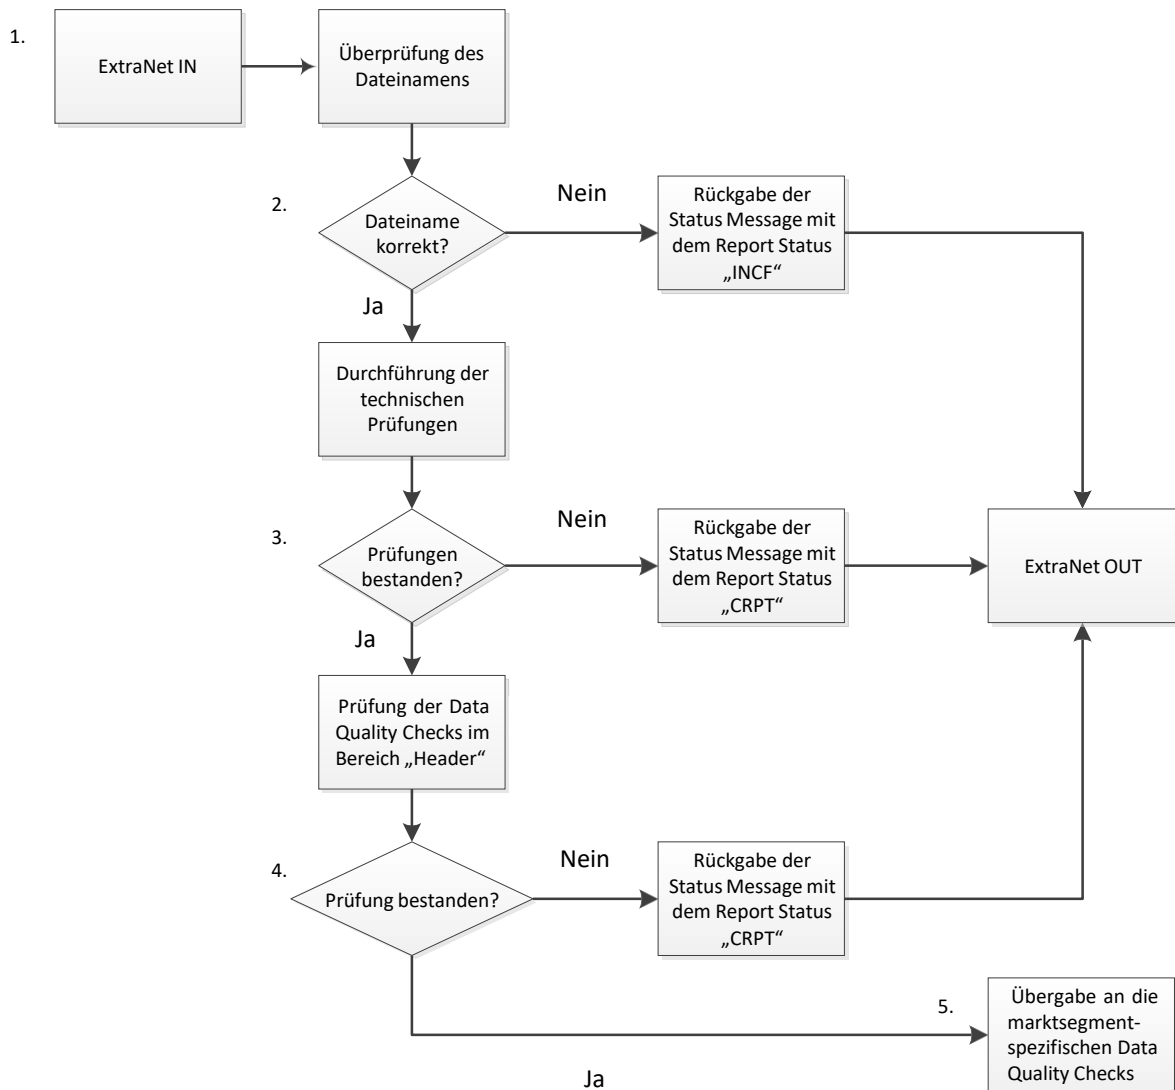 1.
ExtraNet IN
Überprüfung des
Dateinamens
2.
Dateiname
korrekt?
Nein
Rückgabe der
Status Message mit
dem Report Status
„INCF“
Ja
Durchführung der
technischen
Prüfungen
3.
Prüfungen
bestanden?
Nein
Rückgabe der
Status Message mit
dem Report Status
„CRPT“
ExtraNet OUT
Ja
Prüfung der Data
Quality Checks im
Bereich „Header“
4.
Prüfung bestanden?
Nein
Rückgabe der
Status Message mit
dem Report Status
„CRPT“
5.
Übergabe an die
marktsegment-
spezifischen Data
Quality Checks
Ja